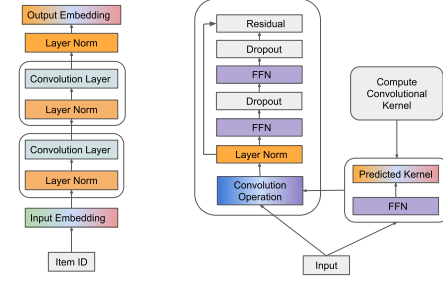 Output Embedding
Layer Norm
Convolution Layer
Layer Norm
Convolution Layer
Layer Norm
Input Embedding
Item ID
Residual
Dropout
FFN
Dropout
FFN
Layer Norm
Convolution
Operation
Compute
Convolutional
Kernel
Predicted Kernel
FFN
Input